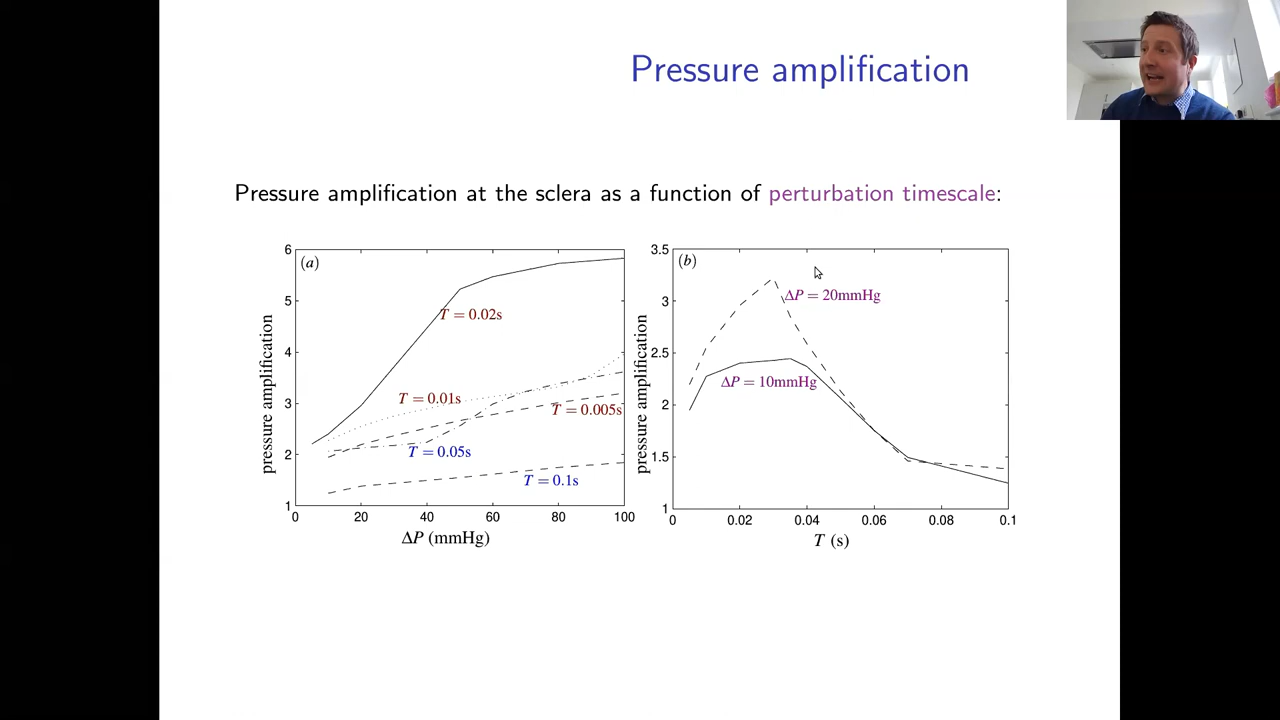 Pressure amplification
Pressure amplification at the sclera as a function of perturbation timescale:
(a)
6
5
4
3
2
1
0
20
40
60
80
100
pressure amplification
ΔP (mmHg)
T = 0.02s
T = 0.01s
T = 0.005s
T = 0.05s
T = 0.1s
(b)
3.5
3
2.5
2
1.5
1
0
0.02
0.04
0.06
0.08
0.1
pressure amplification
T (s)
ΔP = 20mmHg
ΔP = 10mmHg